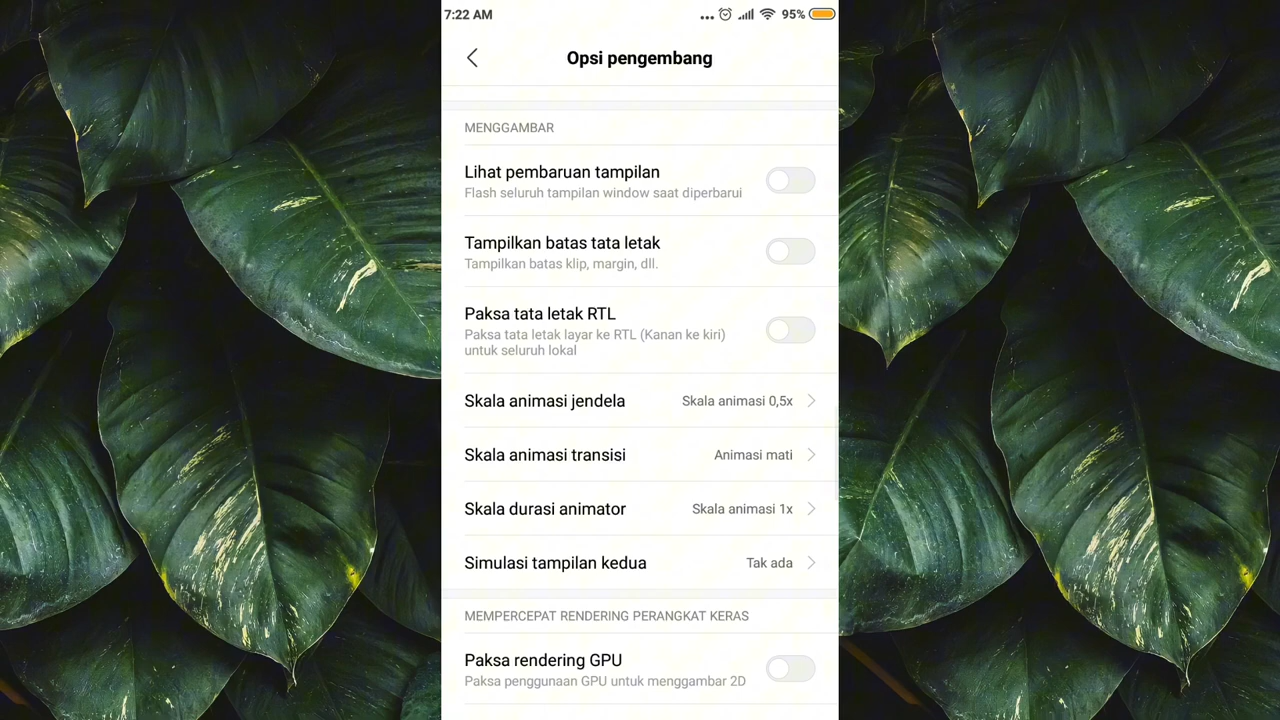 7:22 AM
95%
Opsi pengembang
MENGGAMBAR
Lihat pembaruan tampilan
Flash seluruh tampilan window saat diperbarui
Tampilkan batas tata letak
Tampilkan batas klip, margin, dll.
Paksa tata letak RTL
Paksa tata letak layar ke RTL (Kanan ke kiri)
untuk seluruh lokal
Skala animasi jendela Skala animasi 0,5x
Skala animasi transisi Animasi mati
Skala durasi animator Skala animasi 1x
Simulasi tampilan kedua Tak ada
MEMPERCEPAT RENDERING PERANGKAT KERAS
Paksa rendering GPU
Paksa penggunaan GPU untuk menggambar 2D